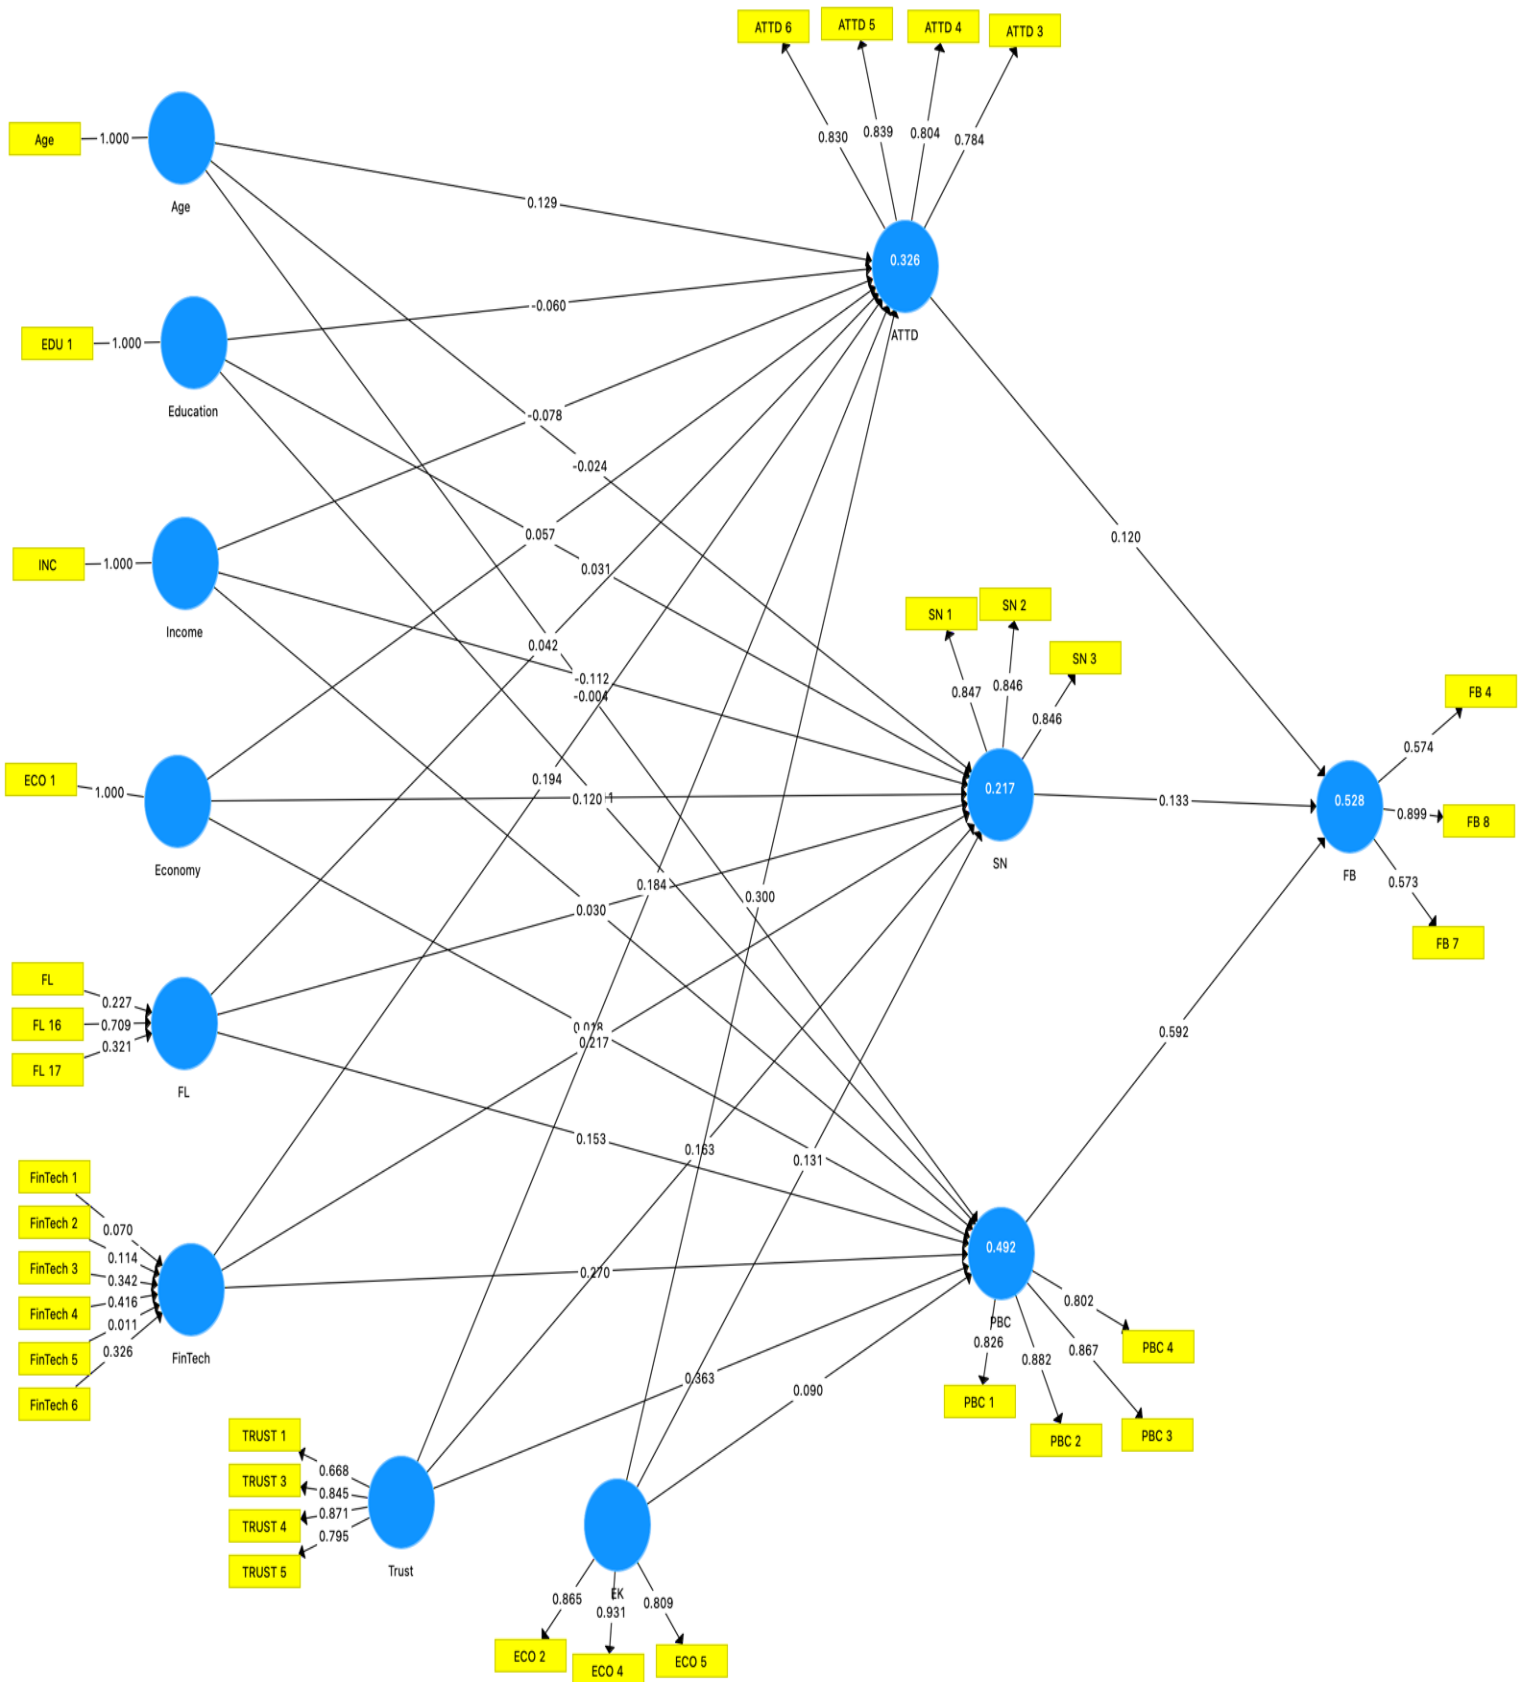 ATTD 6
ATTD 5
ATTD 4
ATTD 3
0.830
0.839
0.804
0.784
Age
1.000
Age
0.129
0.326
ATTD
EDU 1
1.000
Education
-0.060
-0.078
-0.024
0.120
INC
1.000
Income
0.057
0.031
SN 1
SN 2
SN 3
0.847
0.846
0.846
0.042
-0.112
-0.004
ECO 1
1.000
Economy
0.194
0.120
0.217
SN
0.133
0.528
FB
FB 4
0.574
0.899
FB 8
0.573
FB 7
0.184
0.300
0.030
FL
FL 16
FL 17
0.227
0.709
0.321
FL
0.018
0.217
0.592
0.153
0.163
0.131
FinTech 1
FinTech 2
FinTech 3
FinTech 4
FinTech 5
FinTech 6
0.070
0.114
0.342
0.416
0.011
0.326
FinTech
0.270
0.492
PBC
0.802
0.826
0.882
0.867
PBC 4
PBC 1
PBC 2
PBC 3
0.363
0.090
TRUST 1
TRUST 3
TRUST 4
TRUST 5
0.668
0.845
0.871
0.795
Trust
EK
0.865
0.931
0.809
ECO 2
ECO 4
ECO 5